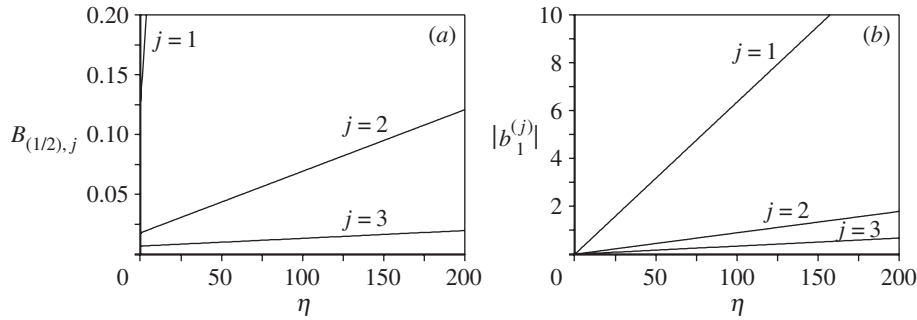 0.20
j = 1
(a)
0.15
B(1/2), j
0.10
j = 2
0.05
j = 3
0
50
100
150
200
η
10
(b)
8
j = 1
6
|b1(j)|
4
2
j = 2
j = 3
0
50
100
150
200
η